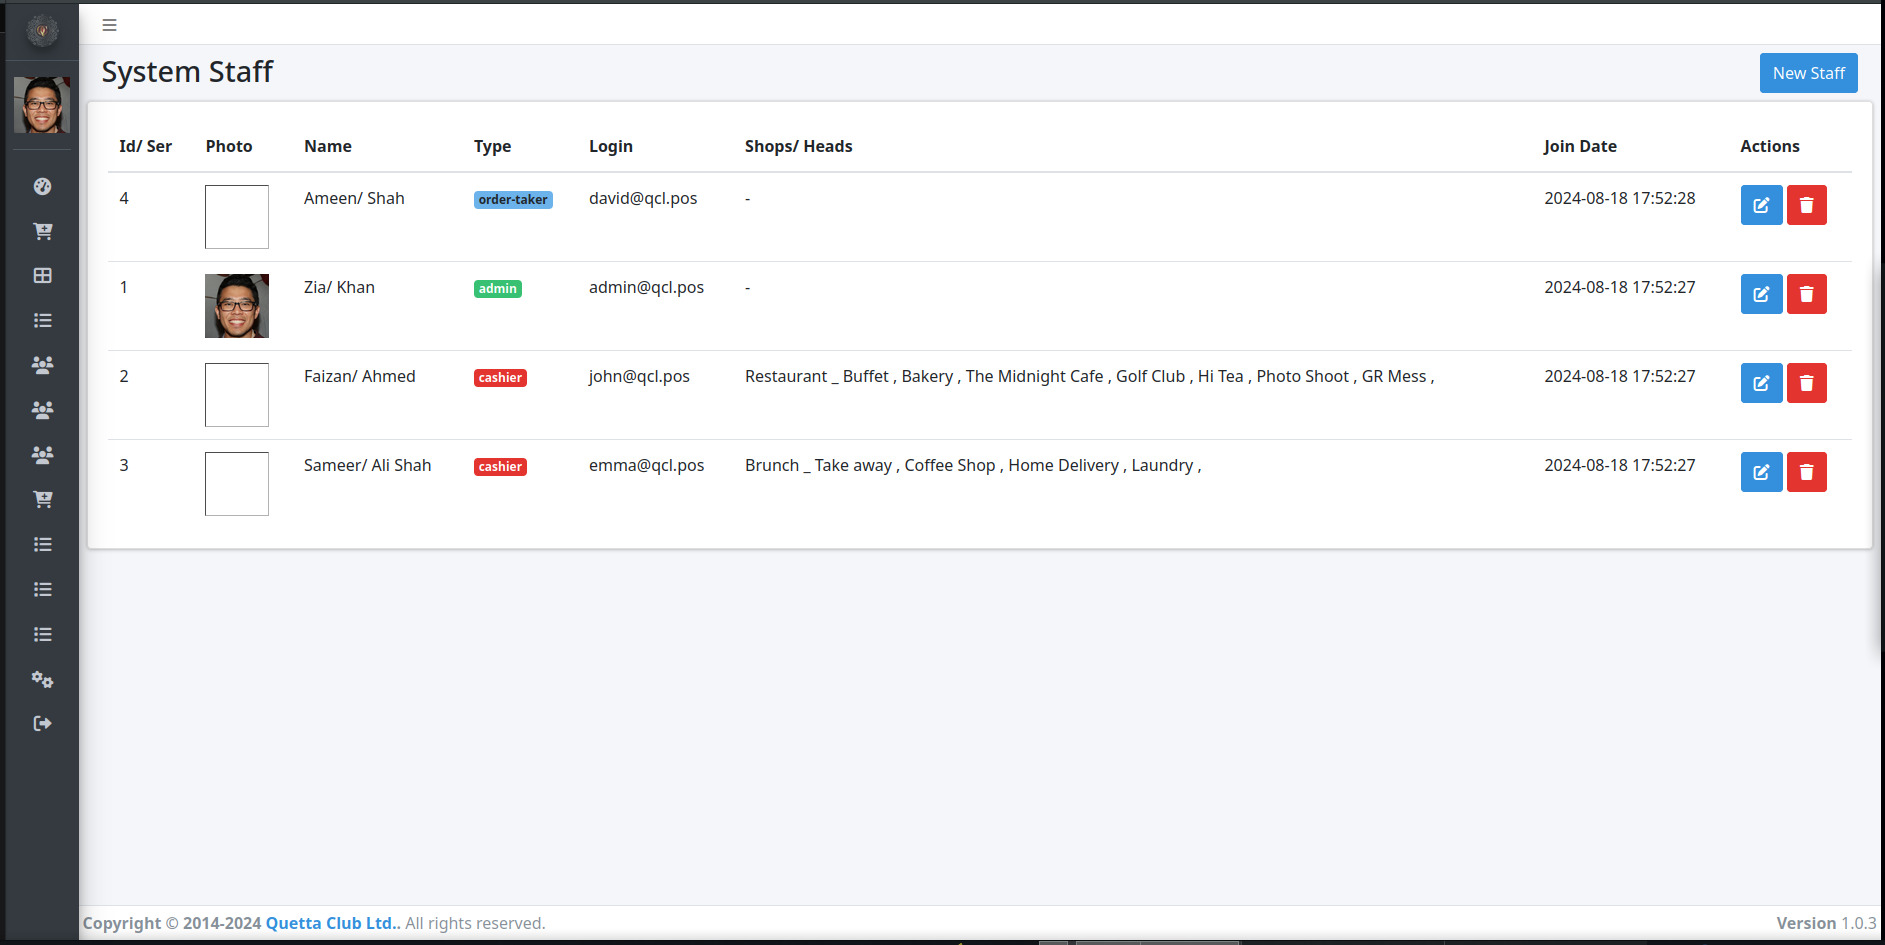 System Staff
New Staff
Id/ Ser Photo Name Type Login Shops/ Heads Join Date Actions
4 Ameen/ Shah order-taker david@qcl.pos - 2024-08-18 17:52:28
1 Zia/ Khan admin admin@qcl.pos - 2024-08-18 17:52:27
2 Faizan/ Ahmed cashier john@qcl.pos Restaurant _ Buffet , Bakery , The Midnight Cafe , Golf Club , Hi Tea , Photo Shoot , GR Mess , 2024-08-18 17:52:27
3 Sameer/ Ali Shah cashier emma@qcl.pos Brunch _ Take away , Coffee Shop , Home Delivery , Laundry , 2024-08-18 17:52:27
Copyright © 2014-2024 Quetta Club Ltd.. All rights reserved. Version 1.0.3